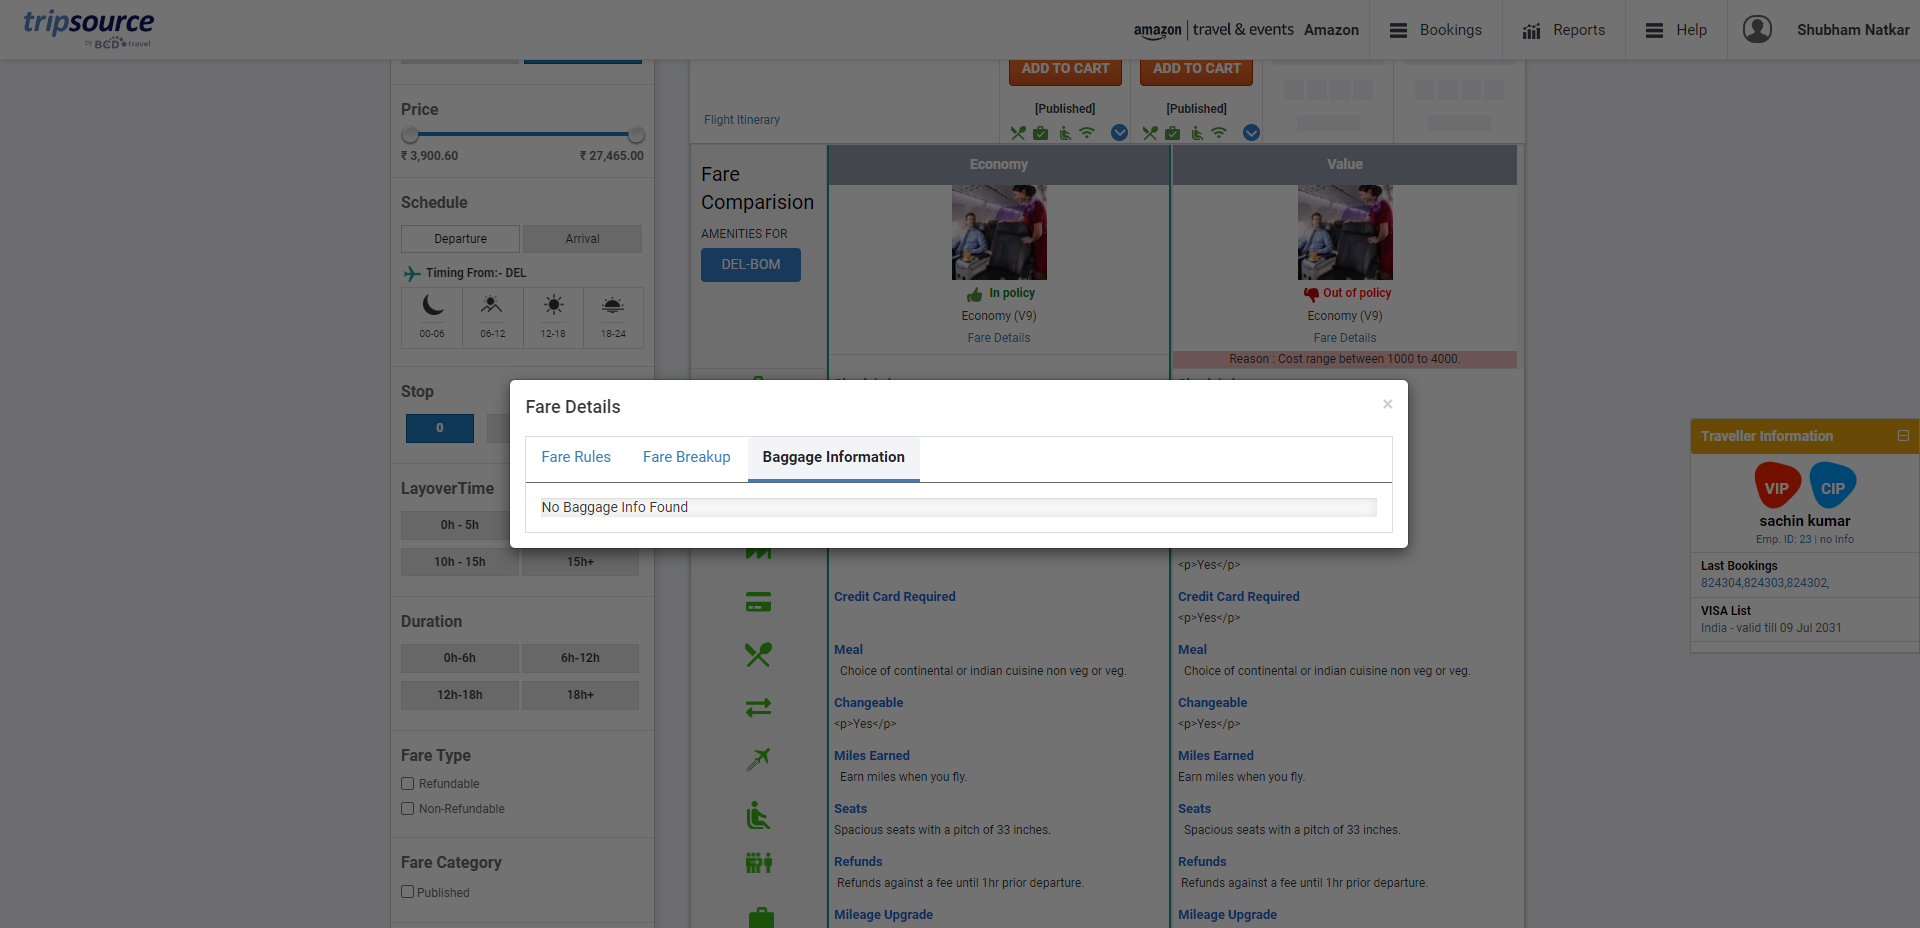 tripsource
by BCD travel
amazon | travel & events Amazon
Bookings
Reports
Help
Shubham Natkar
Price
₹ 3,900.60
₹ 27,465.00
Schedule
Departure
Arrival
Timing From:- DEL
00-06
06-12
12-18
18-24
Stop
0
LayoverTime
0h - 5h
10h - 15h
15h+
Duration
0h-6h
6h-12h
12h-18h
18h+
Fare Type
Refundable
Non-Refundable
Fare Category
Published
ADD TO CART
ADD TO CART
[Published]
[Published]
Flight Itinerary
Fare
Comparision
AMENITIES FOR
DEL-BOM
Economy
In policy
Economy (V9)
Fare Details
Value
Out of policy
Economy (V9)
Fare Details
Reason : Cost range between 1000 to 4000.
Fare Details
×
Fare Rules
Fare Breakup
Baggage Information
No Baggage Info Found
<p>Yes</p>
Credit Card Required
Credit Card Required
<p>Yes</p>
Meal
Choice of continental or indian cuisine non veg or veg.
Meal
Choice of continental or indian cuisine non veg or veg.
Changeable
<p>Yes</p>
Changeable
<p>Yes</p>
Miles Earned
Earn miles when you fly.
Miles Earned
Earn miles when you fly.
Seats
Spacious seats with a pitch of 33 inches.
Seats
Spacious seats with a pitch of 33 inches.
Refunds
Refunds against a fee until 1hr prior departure.
Refunds
Refunds against a fee until 1hr prior departure.
Mileage Upgrade
Mileage Upgrade
Traveller Information
VIP
CIP
sachin kumar
Emp. ID: 23 | no Info
Last Bookings
824304,824303,824302,
VISA List
India - valid till 09 Jul 2031